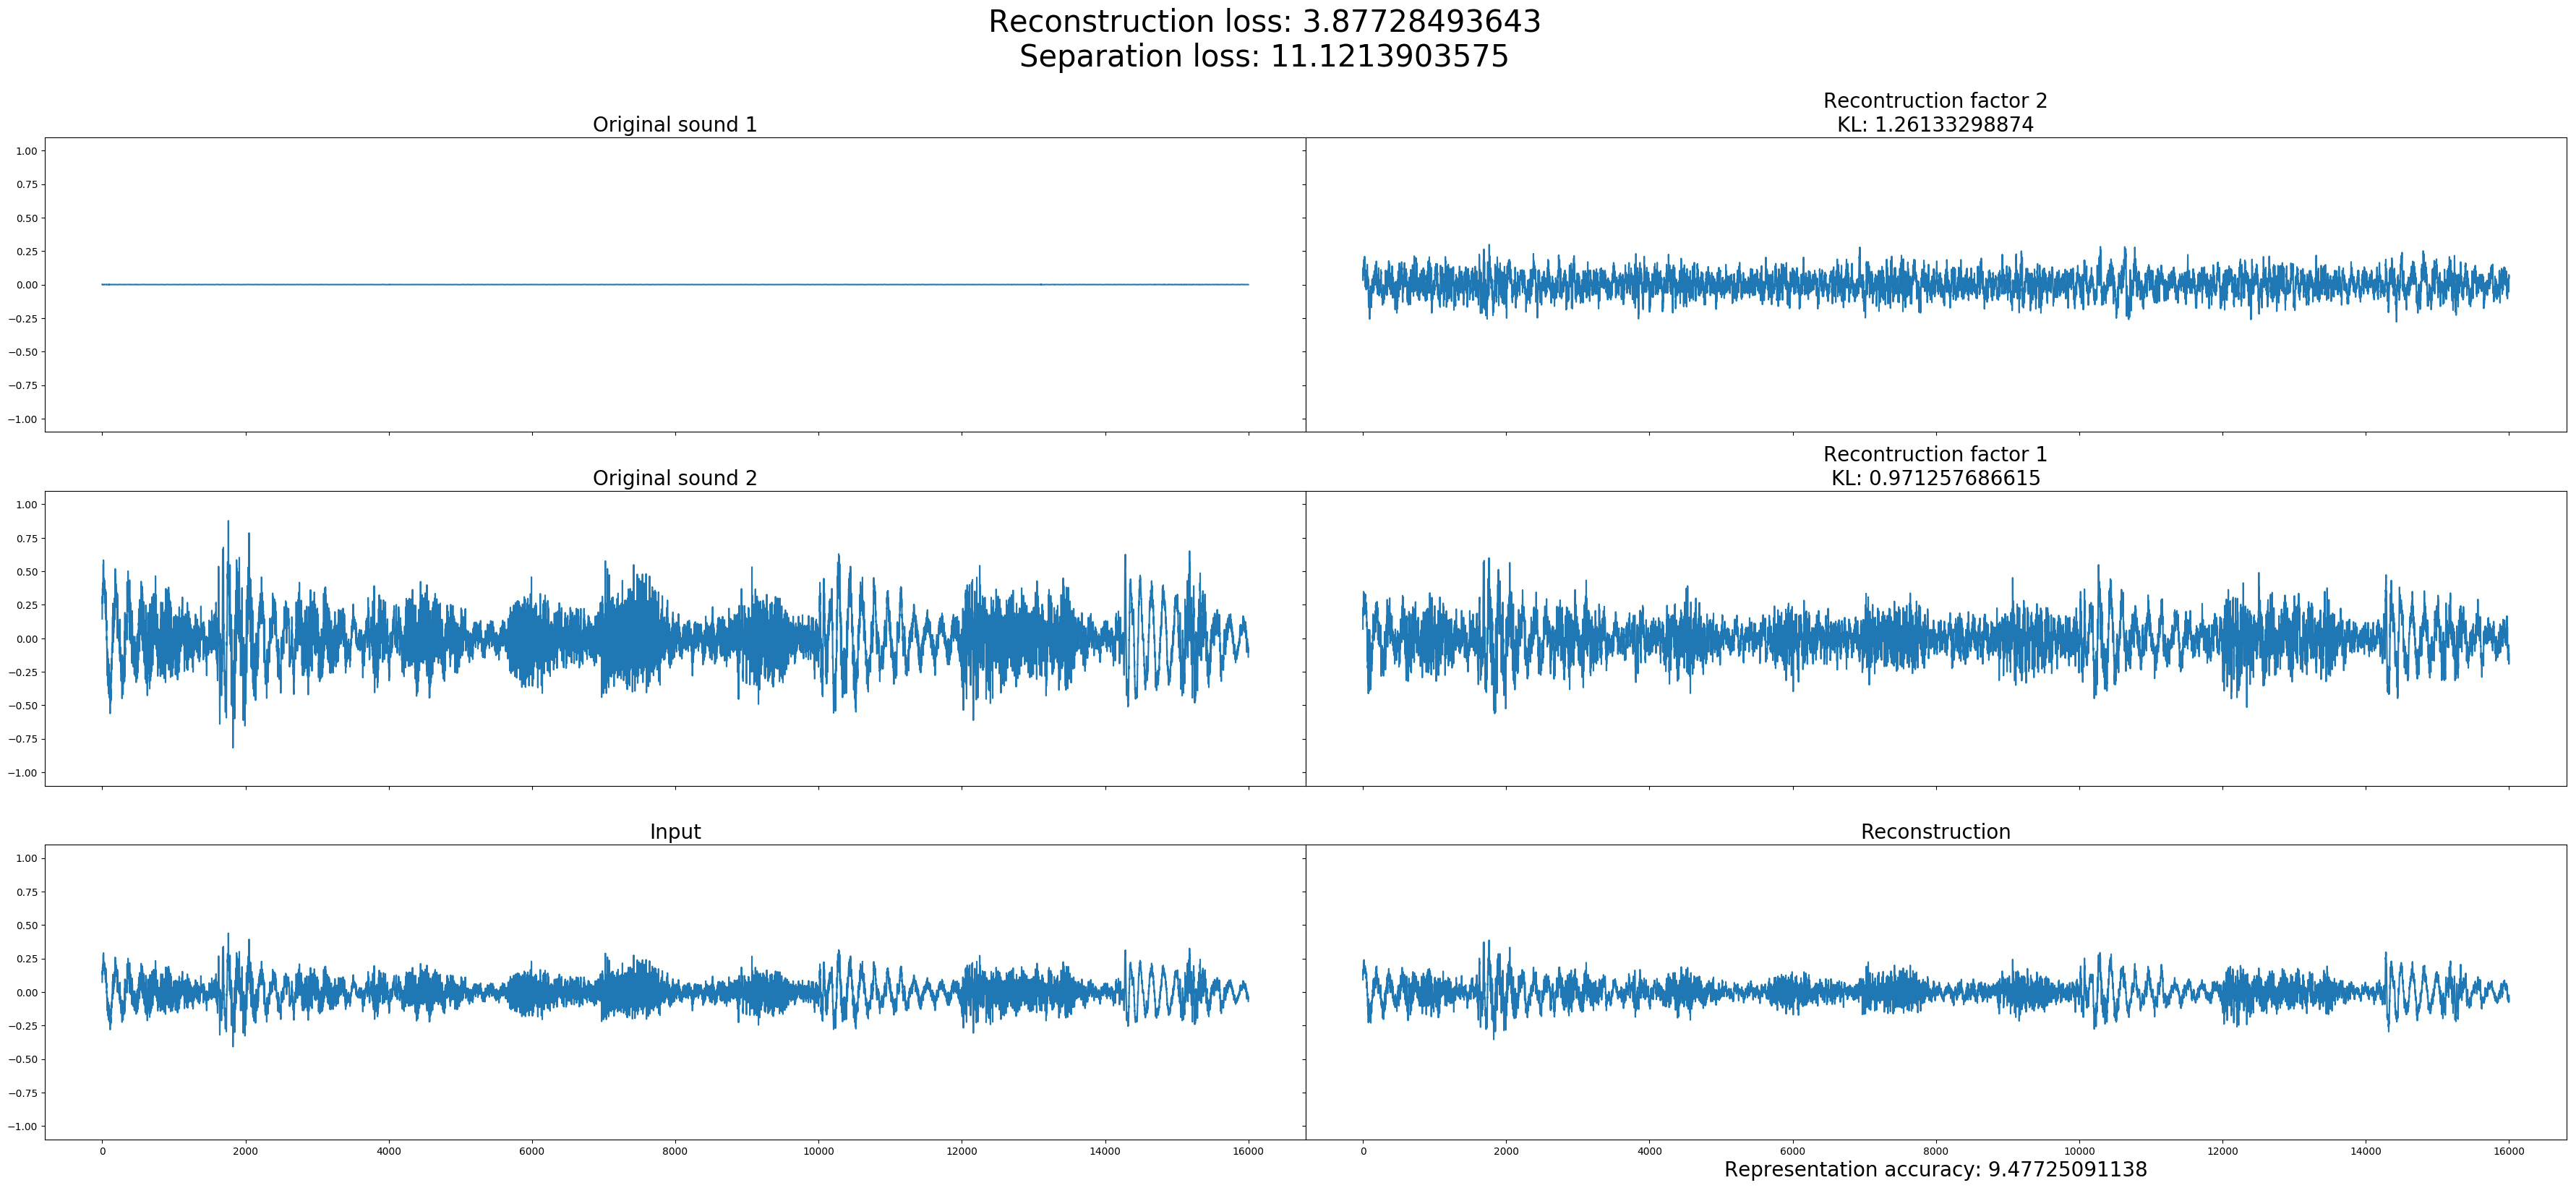 Reconstruction loss: 3.87728493643
Separation loss: 11.1213903575
Original sound 1
1.00
0.75
0.50
0.25
0.00
−0.25
−0.50
−0.75
−1.00
Recontruction factor 2
KL: 1.26133298874
Original sound 2
1.00
0.75
0.50
0.25
0.00
−0.25
−0.50
−0.75
−1.00
Recontruction factor 1
KL: 0.971257686615
Input
1.00
0.75
0.50
0.25
0.00
−0.25
−0.50
−0.75
−1.00
0 2000 4000 6000 8000 10000 12000 14000 16000
Reconstruction
0 2000 4000 6000 8000 10000 12000 14000 16000
Representation accuracy: 9.47725091138